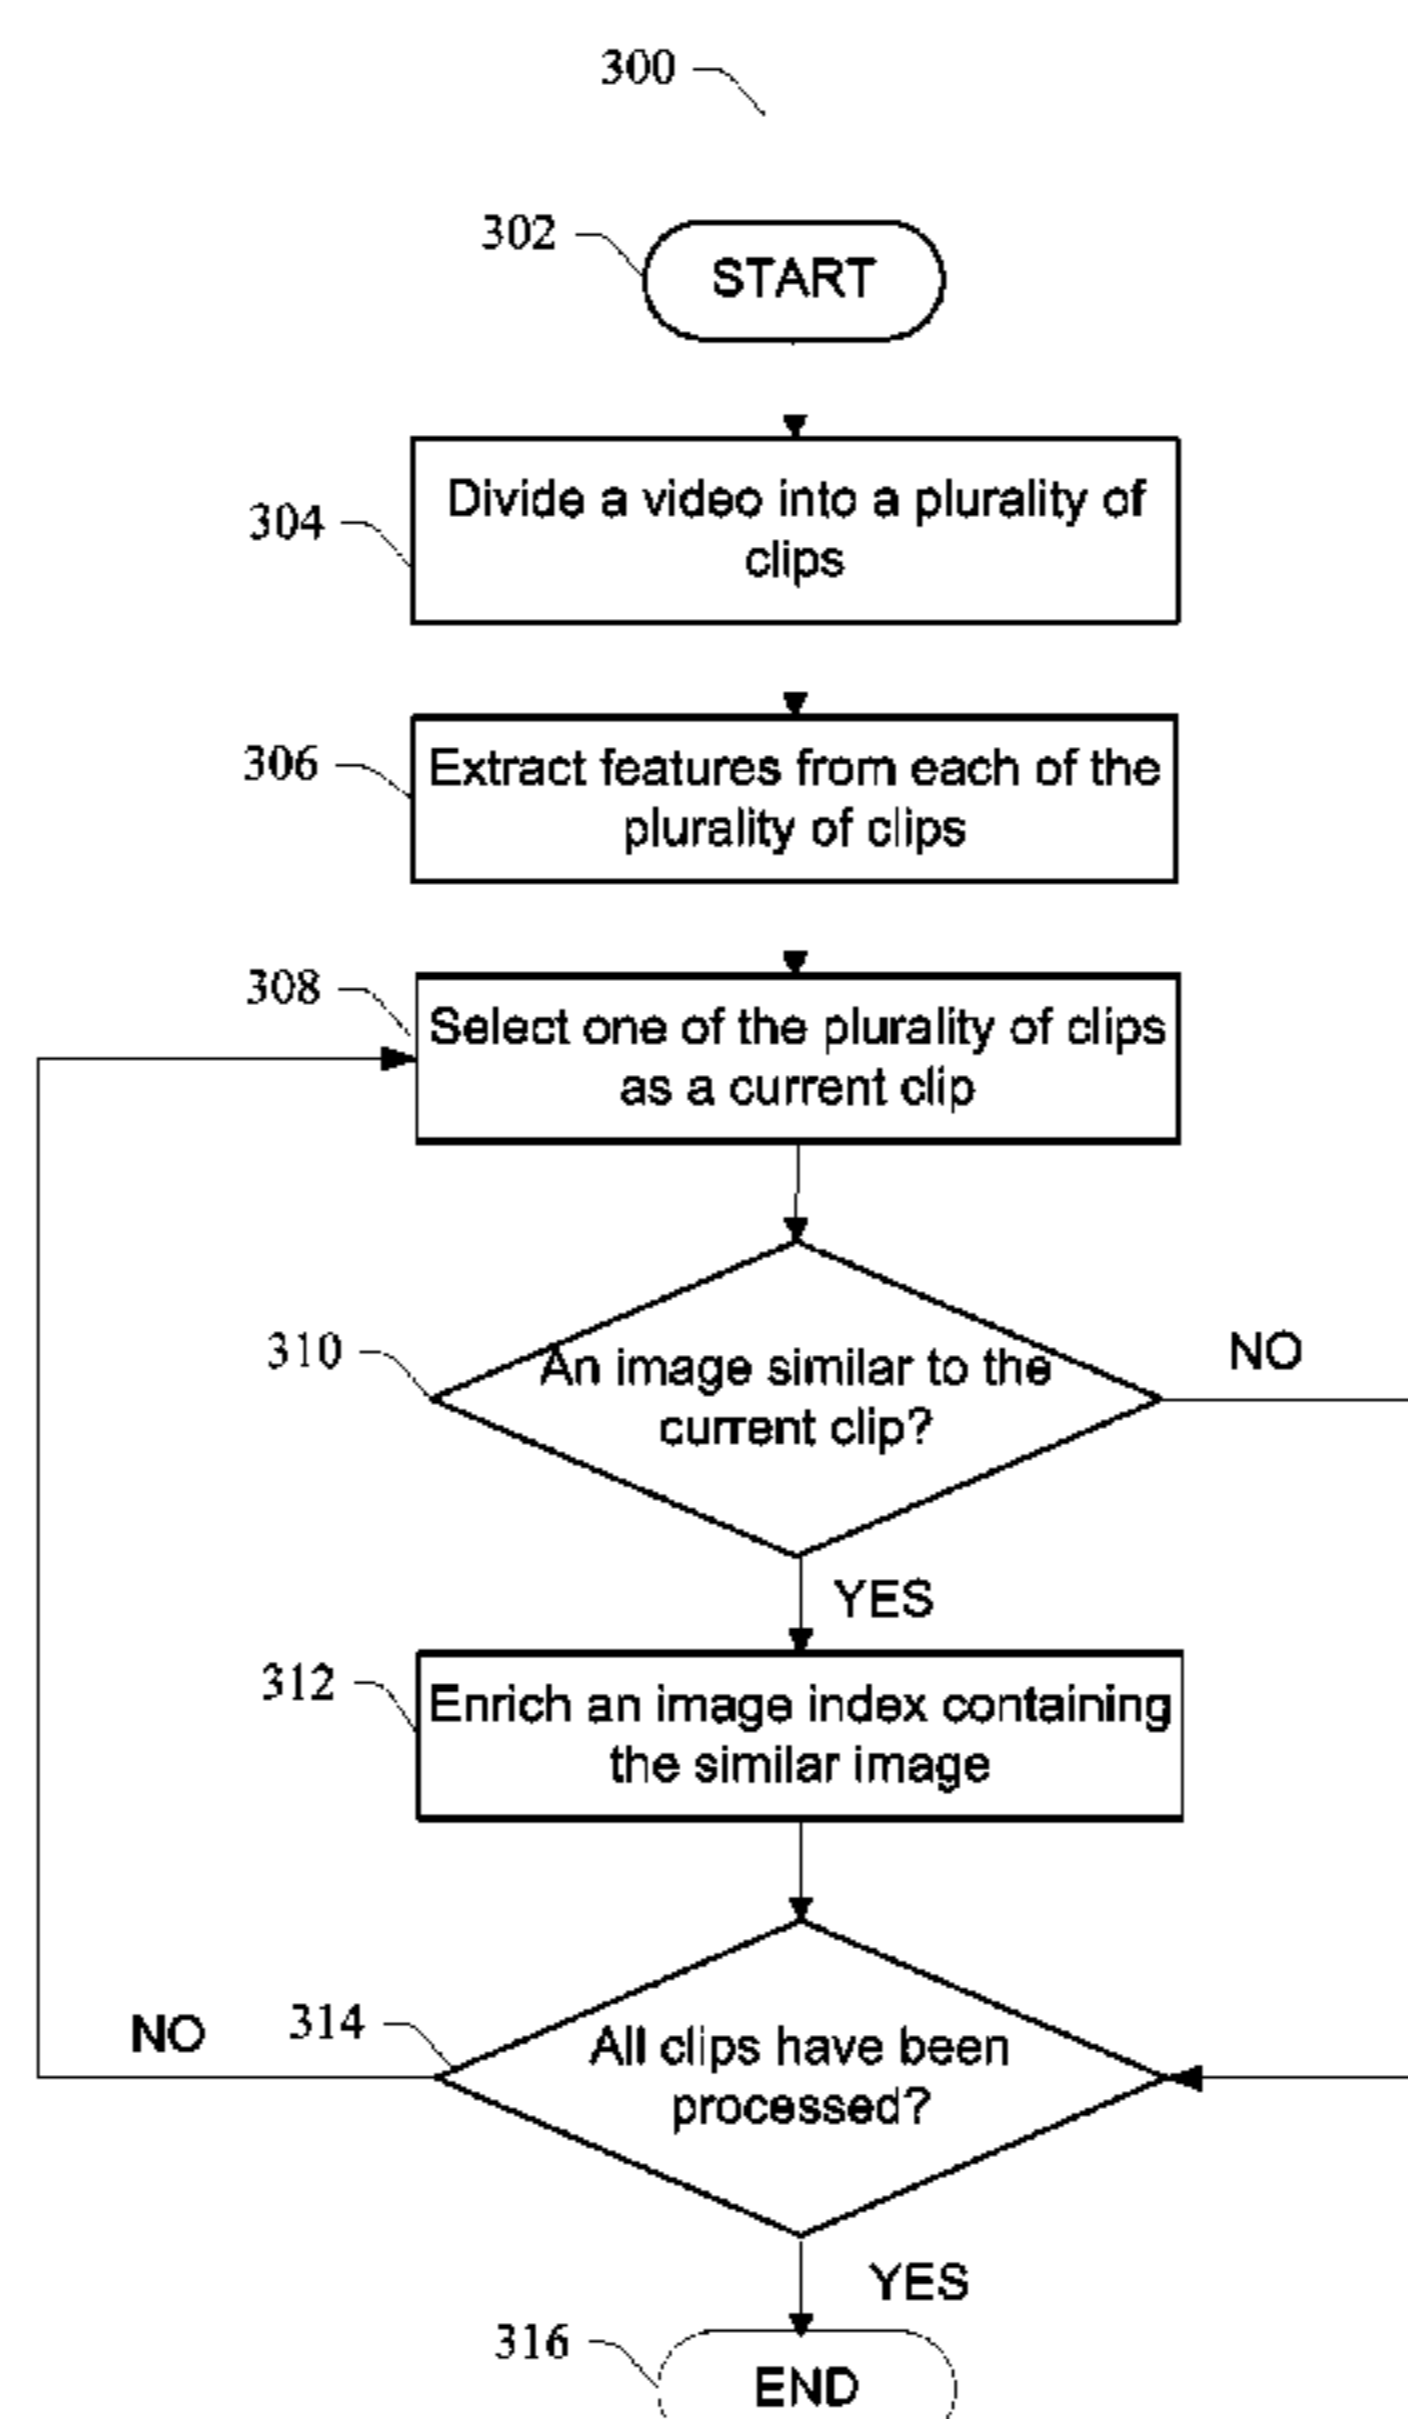 300
302
START
304
Divide a video into a plurality of
clips
306
Extract features from each of the
plurality of clips
308
Select one of the plurality of clips
as a current clip
310
An image similar to the
current clip?
NO
YES
312
Enrich an image index containing
the similar image
NO
314
All clips have been
processed?
YES
316
END